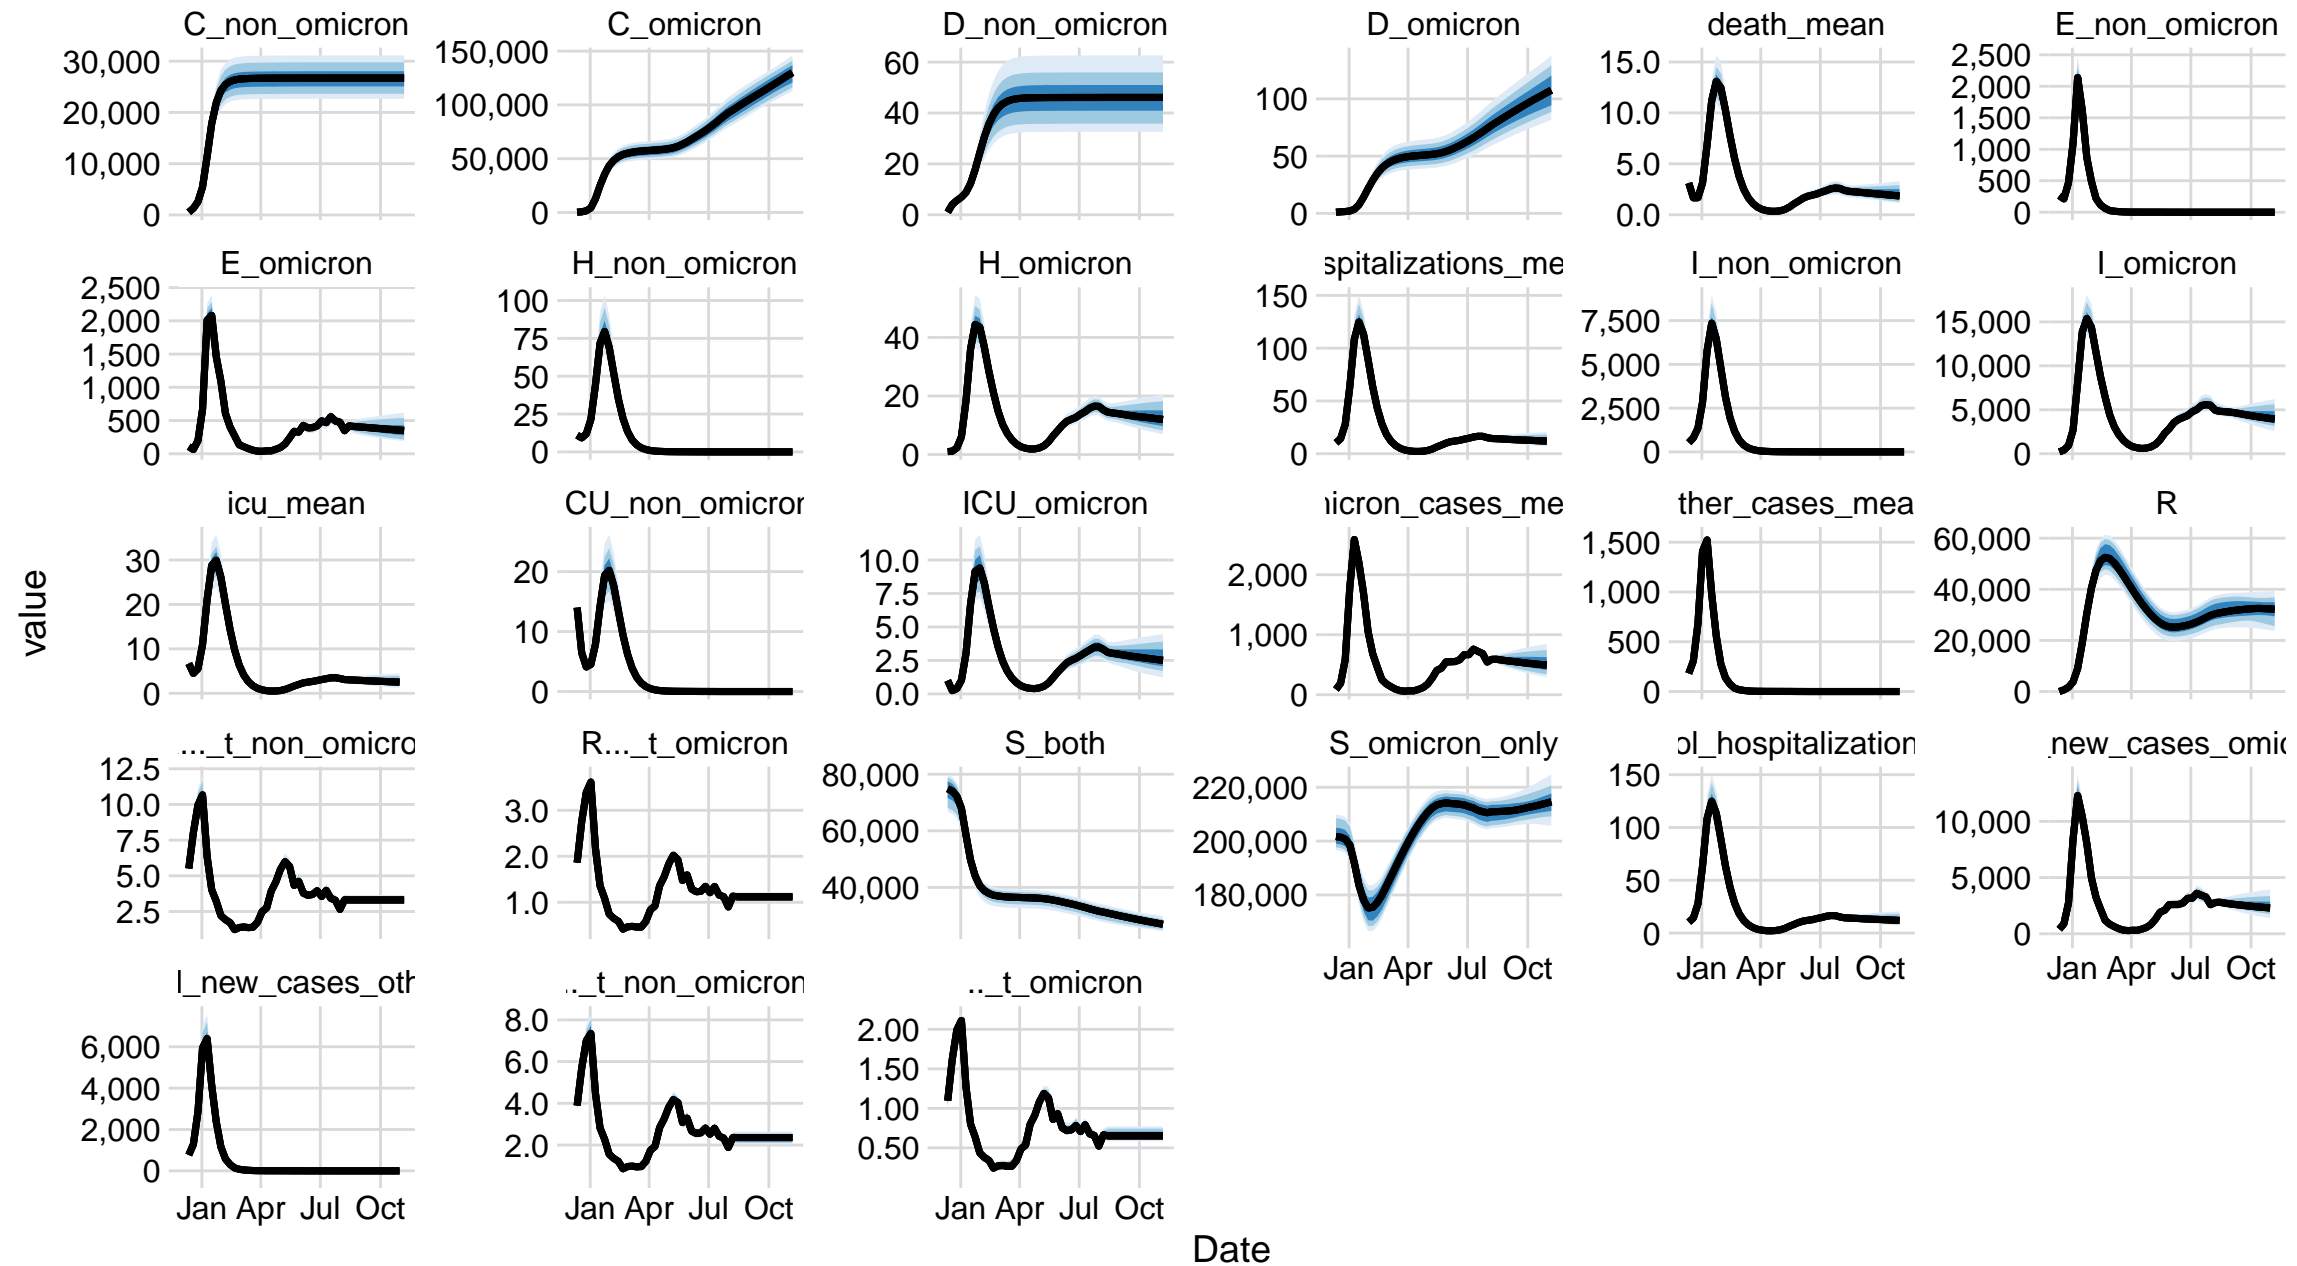 C_non_omicron C_omicron D_non_omicron D_omicron death_mean E_non_omicron
30,000 20,000 10,000 0
150,000 100,000 50,000 0
60 40 20 0
100 50 0
15.0 10.0 5.0 0.0
2,500 2,000 1,500 1,000 500 0
E_omicron H_non_omicron H_omicron spitalizations_me I_non_omicron I_omicron
2,500 2,000 1,500 1,000 500 0
100 75 50 25 0
40 20 0
150 100 50 0
7,500 5,000 2,500 0
15,000 10,000 5,000 0
value
icu_mean CU_non_omicror ICU_omicron nicron_cases_me ther_cases_mea R
30 20 10 0
20 10 0
10.0 7.5 5.0 2.5 0.0
2,000 1,000 0
1,500 1,000 500 0
60,000 40,000 20,000 0
..._t_non_omicro R..._t_omicron S_both S_omicron_only ol_hospitalization _new_cases_omic
12.5 10.0 7.5 5.0 2.5
3.0 2.0 1.0
80,000 60,000 40,000
220,000 200,000 180,000
150 100 50 0
10,000 5,000 0
Jan Apr Jul Oct
Jan Apr Jul Oct
Jan Apr Jul Oct
l_new_cases_oth .._t_non_omicron .._t_omicron
6,000 4,000 2,000 0
8.0 6.0 4.0 2.0
2.00 1.50 1.00 0.50
Jan Apr Jul Oct
Jan Apr Jul Oct
Jan Apr Jul Oct
Date